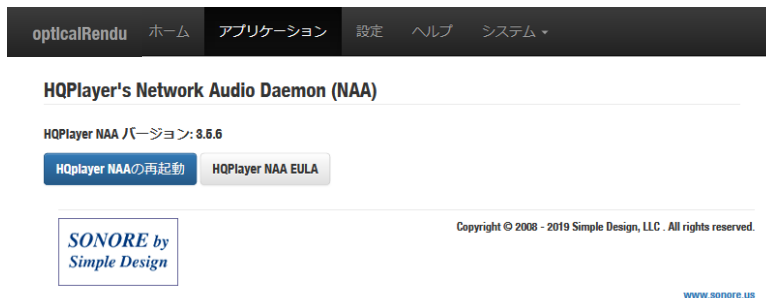 opticalRendu ホーム アプリケーション 設定 ヘルプ システム
HQPlayer's Network Audio Daemon (NAA)
HQPlayer NAA バージョン: 3.5.6
HQplayer NAAの再起動 HQPlayer NAA EULA
SONORE by
Simple Design
Copyright © 2008 - 2019 Simple Design, LLC . All rights reserved.
www.sonore.us